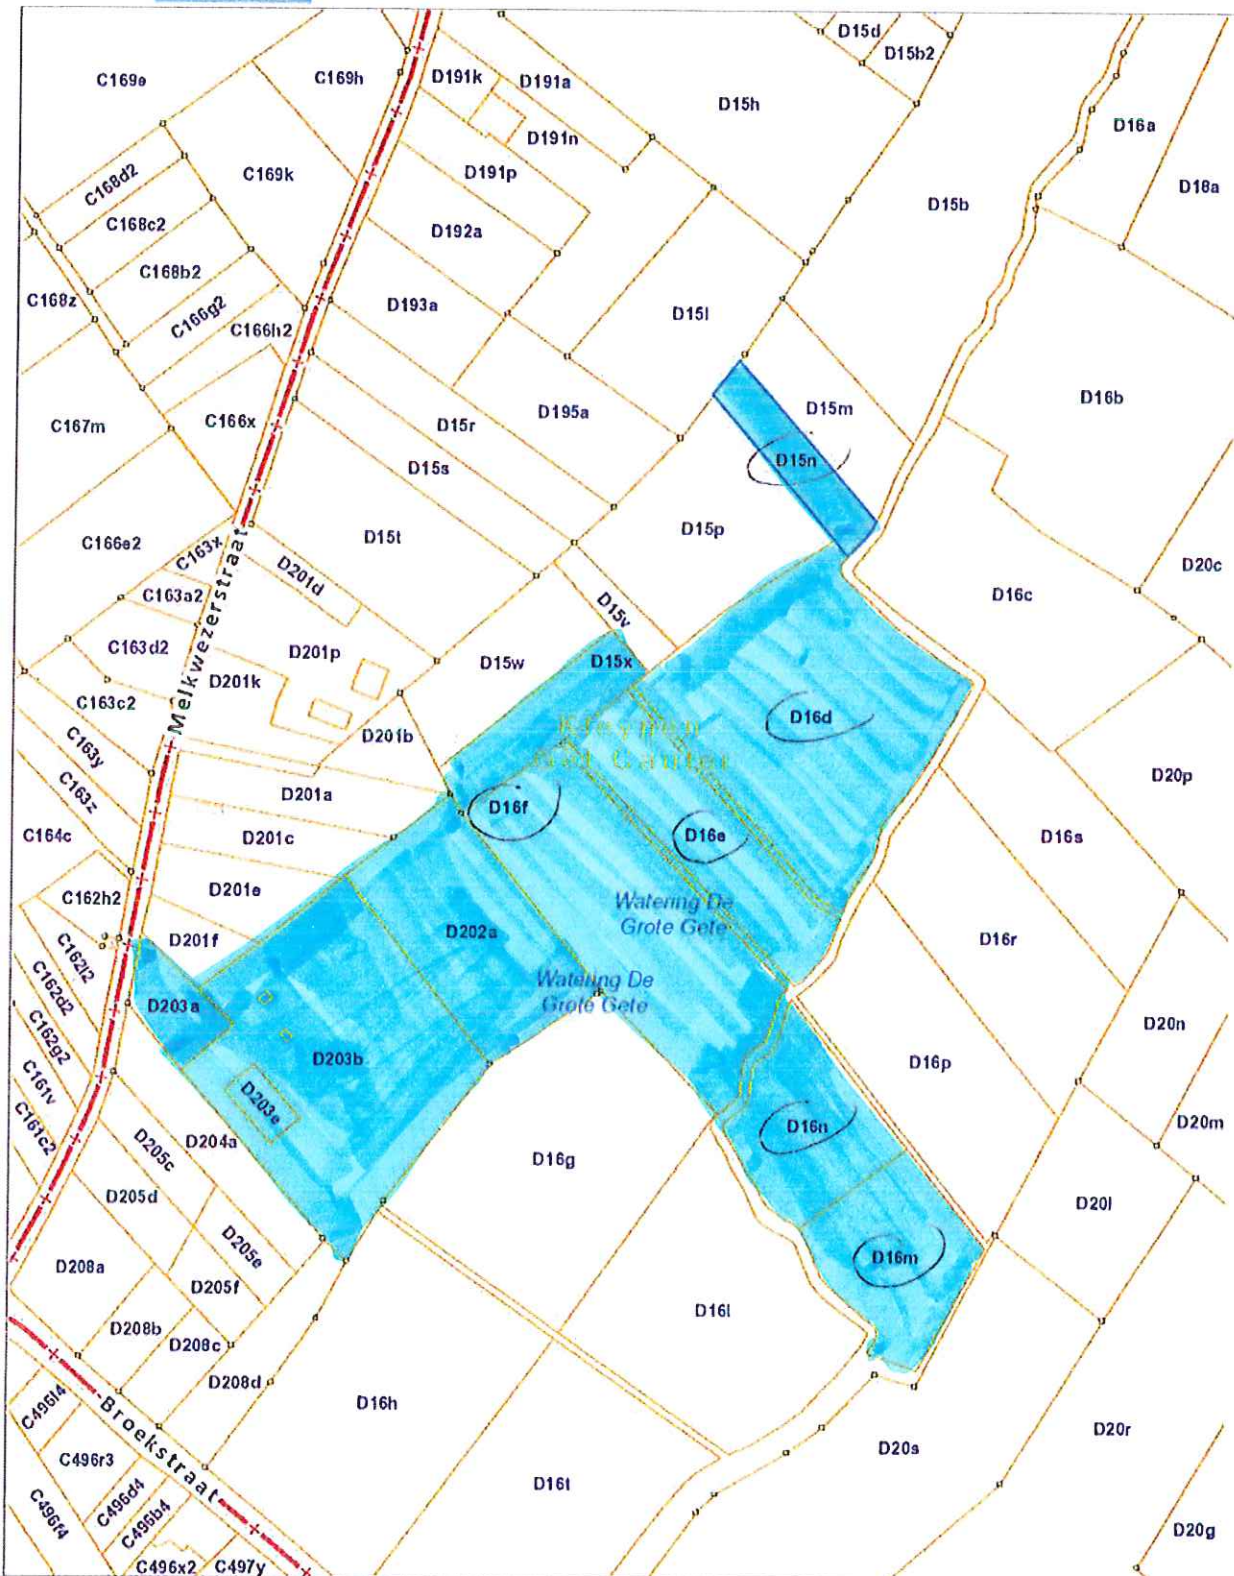 D15d
D15b2
C169e
C169h
D191k
D191a
D15h
D16a
D191n
C168d2
C169k
D191p
D18a
C168c2
D192a
D15b
C168b2
C168z
C166g2
C166h2
D193a
D15l
C167m
C166x
D15r
D195a
D15m
D16b
D15s
D15n
C166e2
C163x
D15t
D15p
D201d
D20c
C163a2
D16c
D15v
C163d2
Melkwezerstraat
D201p
D15w
D15x
D201k
C163c2
D201b
D16d
Kleynen
Get Canter
C163y
D20p
C163z
D201a
D16f
C164c
D201c
D16e
D16s
C162h2
D201e
Watering De
Grote Gete
D202a
D201f
D16r
C162l2
C162d2
Watering De
Grote Gete
D203a
D20n
C162g2
D203b
D16p
C161v
D203e
C161c2
D204a
D16n
D20m
D205c
D16g
D205d
D20l
D205e
D16m
D208a
D205f
D16l
D208b
D208c
D208d
C496l4
Broekstraat
D16h
C496r3
D20s
D20r
C496d4
D16t
C496f4
C496b4
D20g
C496x2
C497y